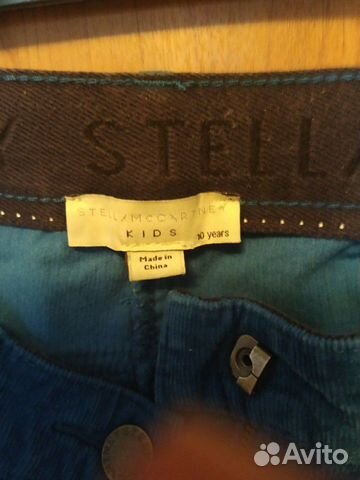 Y STELLA
STELLA McCARTNEY
KIDS 10 years
Made in
China
Avito